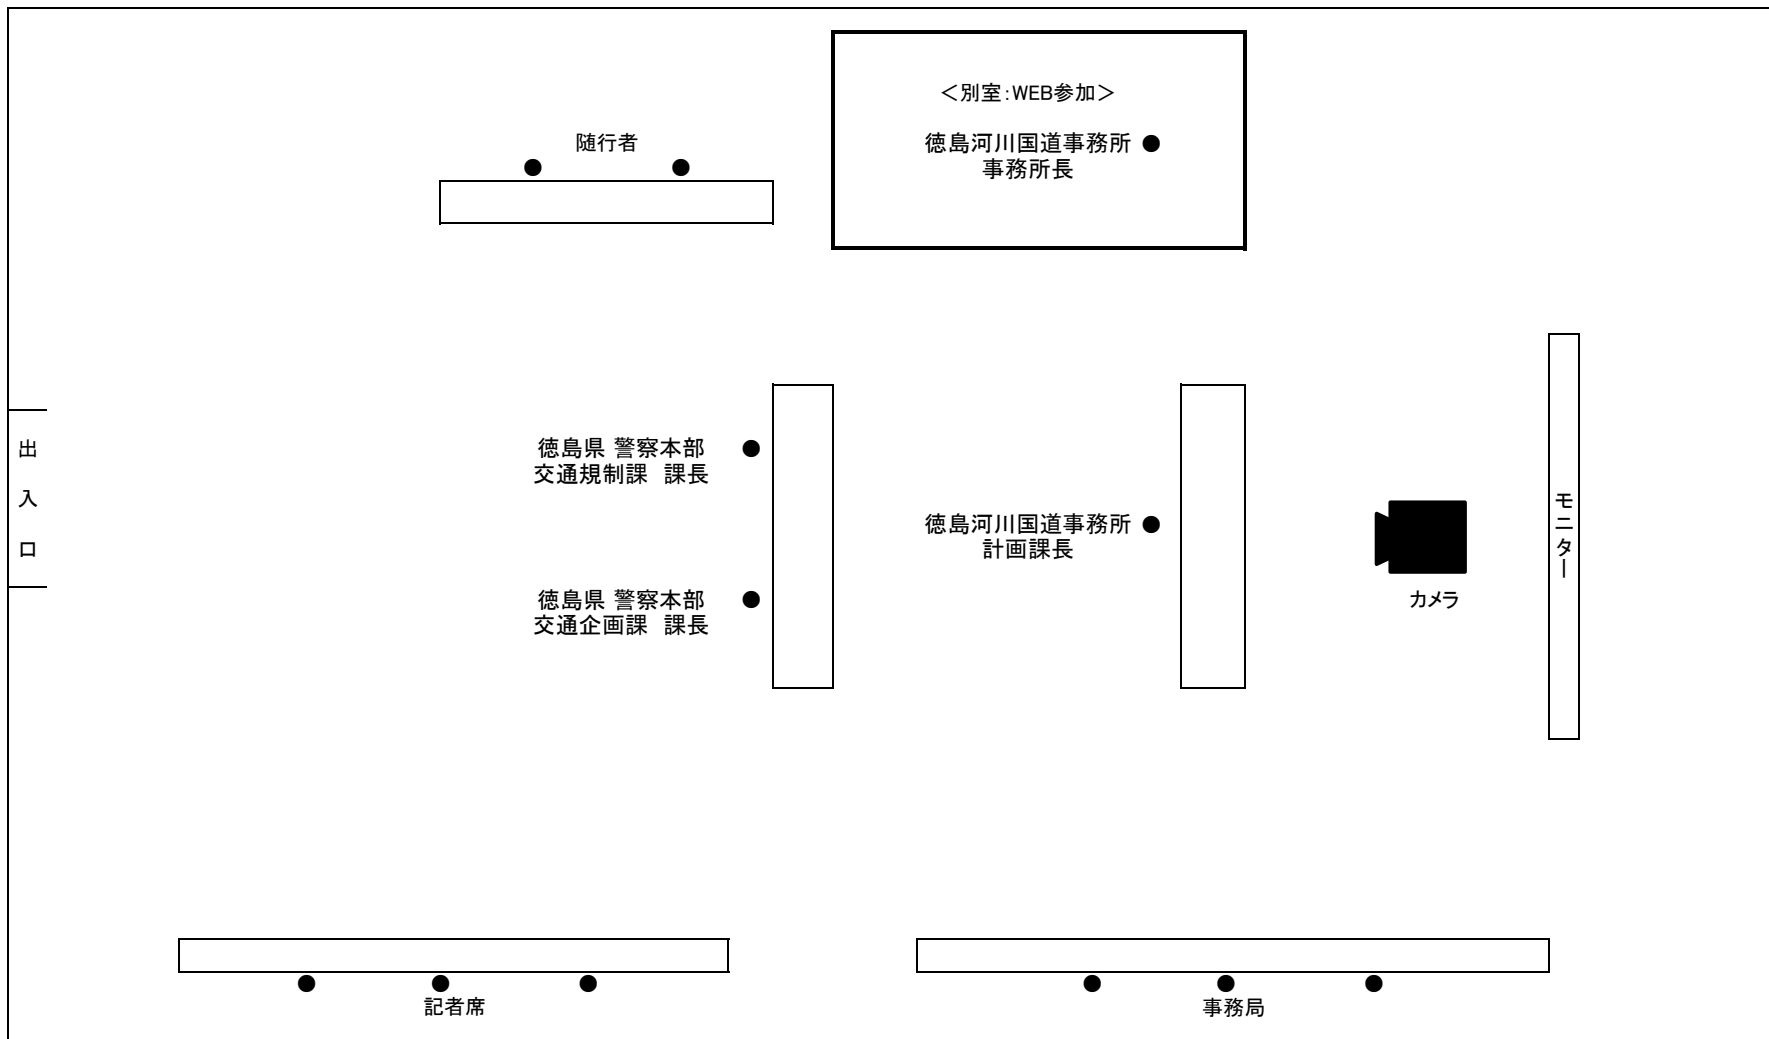 <別室:WEB参加>
徳島河川国道事務所
事務所長
随行者
出入口
徳島県 警察本部
交通規制課 課長
徳島県 警察本部
交通企画課 課長
徳島河川国道事務所
計画課長
カメラ
モニター
記者席
事務局